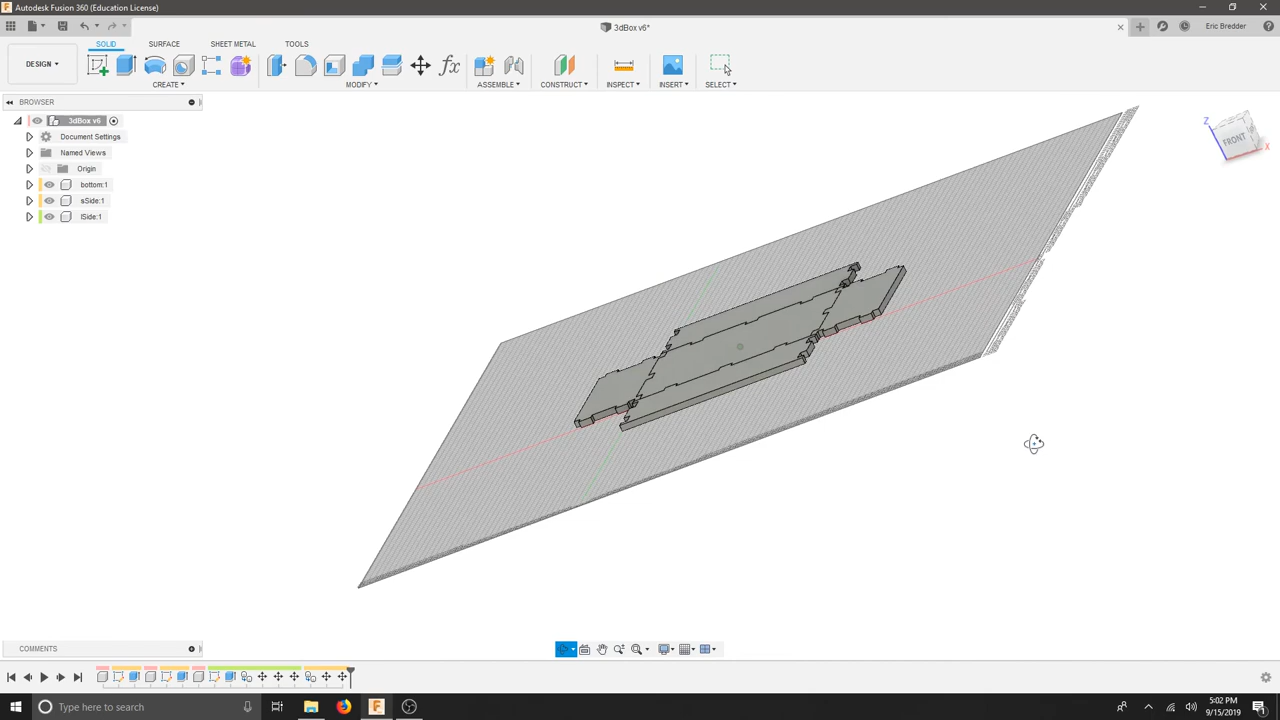 Autodesk Fusion 360 (Education License)
3dBox v6*
Eric Bredder
DESIGN
SOLID SURFACE SHEET METAL TOOLS
CREATE MODIFY ASSEMBLE CONSTRUCT INSPECT INSERT SELECT
BROWSER
3dBox v6
Document Settings
Named Views
Origin
bottom:1
sSide:1
lSide:1
Z
FRONT
X
COMMENTS
Type here to search
5:02 PM
9/15/2019
1